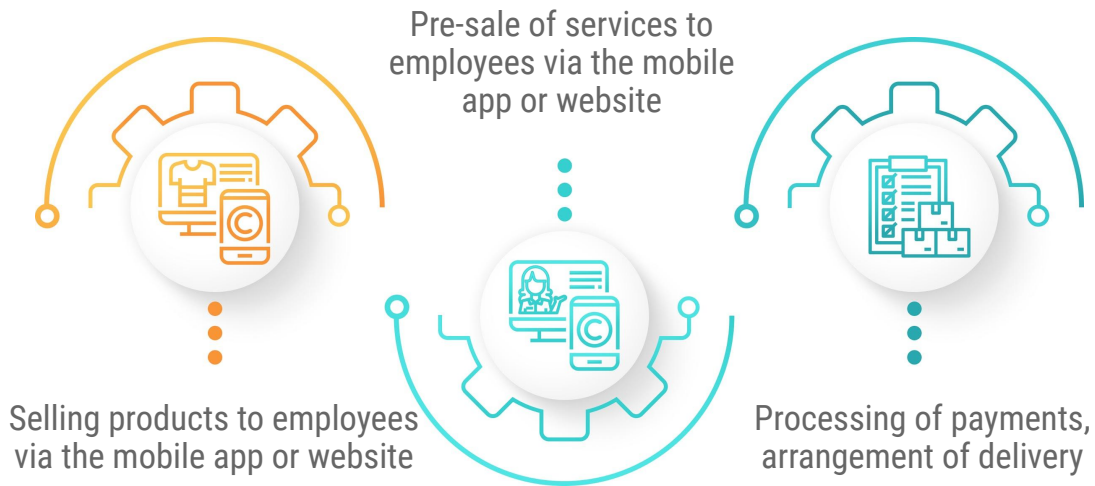 Pre-sale of services to
employees via the mobile
app or website
Selling products to employees
via the mobile app or website
Processing of payments,
arrangement of delivery
C
C